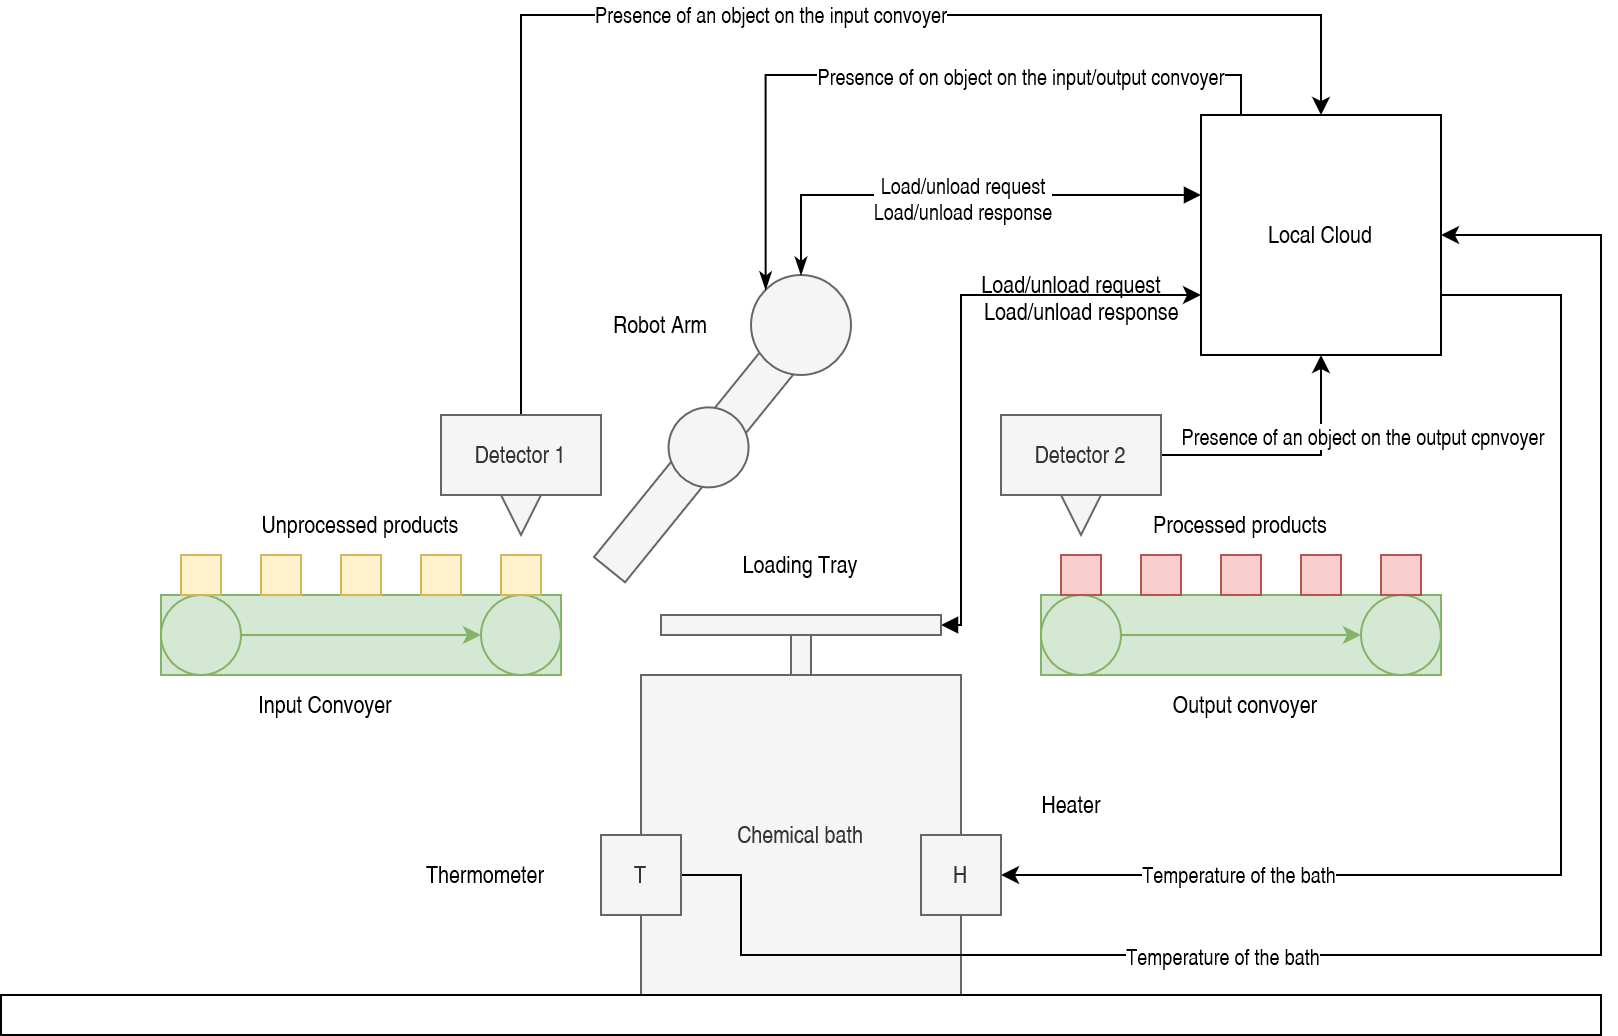 Presence of an object on the input convoyer
Presence of on object on the input/output convoyer
Load/unload request
Load/unload response
Local Cloud
Load/unload request
Load/unload response
Robot Arm
Detector 1
Detector 2
Presence of an object on the output cpnvoyer
Unprocessed products
Processed products
Loading Tray
Input Convoyer
Output convoyer
Heater
Chemical bath
Thermometer
T
H
Temperature of the bath
Temperature of the bath